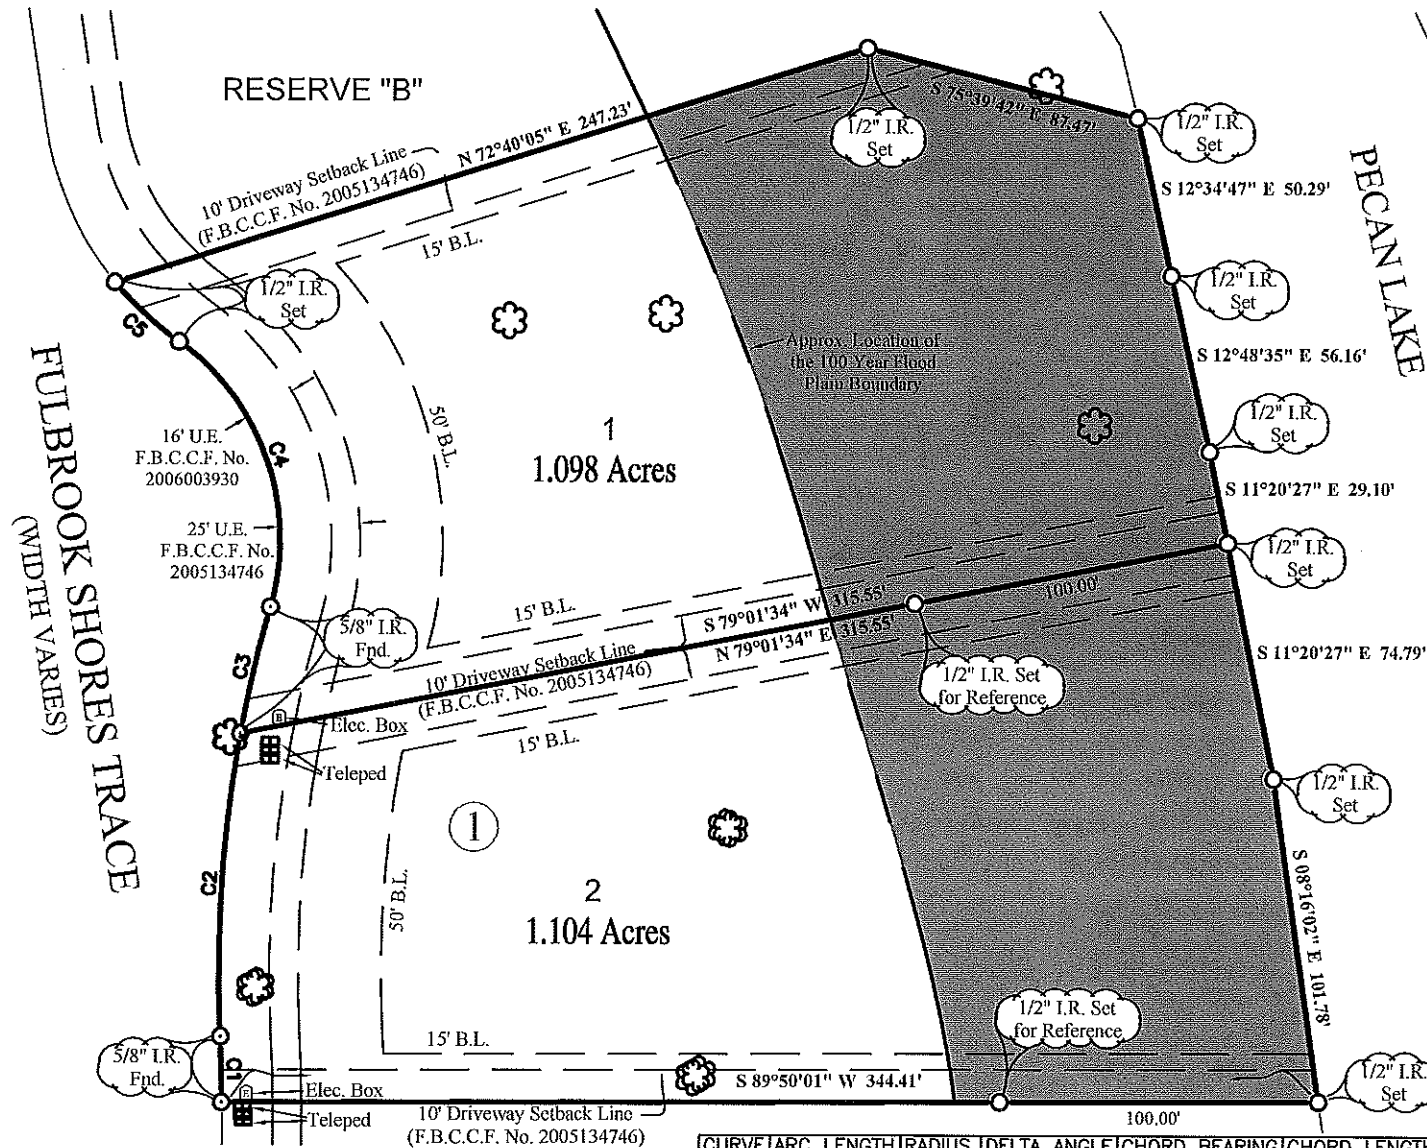 RESERVE "B"
N 72°40'05" E 247.23'
10' Driveway Setback Line
(F.B.C.C.F. No. 2005134746)
15' B.L.
S 75°39'42" E 87.47'
1/2" I.R.
Set
1/2" I.R.
Set
S 12°34'47" E 50.29'
PECAN LAKE
1/2" I.R.
Set
1/2" I.R.
Set
C5
Approx. Location of
the 100 Year Flood
Plain Boundary
S 12°48'35" E 56.16'
FULBROOK SHORES TRACE
(WIDTH VARIES)
16' U.E.
F.B.C.C.F. No.
2006003930
C4
50' B.L.
1
1.098 Acres
1/2" I.R.
Set
S 11°20'27" E 29.10'
25' U.E.
F.B.C.C.F. No.
2005134746
1/2" I.R.
Set
15' B.L.
S 79°01'34" W 315.55'
100.00'
5/8" I.R.
Fnd.
C3
N 79°01'34" E 315.55'
10' Driveway Setback Line
(F.B.C.C.F. No. 2005134746)
S 11°20'27" E 74.79'
1/2" I.R. Set
for Reference
E
Elec. Box
15' B.L.
Teleped
1/2" I.R.
Set
1
C2
50' B.L.
2
1.104 Acres
S 08°16'02" E 101.78'
1/2" I.R. Set
for Reference
15' B.L.
5/8" I.R.
Fnd.
C1
S 89°50'01" W 344.41'
1/2" I.R.
Set
E
Elec. Box
Teleped
10' Driveway Setback Line
(F.B.C.C.F. No. 2005134746)
100.00'
CURVE ARC LENGTH RADIUS DELTA ANGLE CHORD BEARING CHORD LENGTH